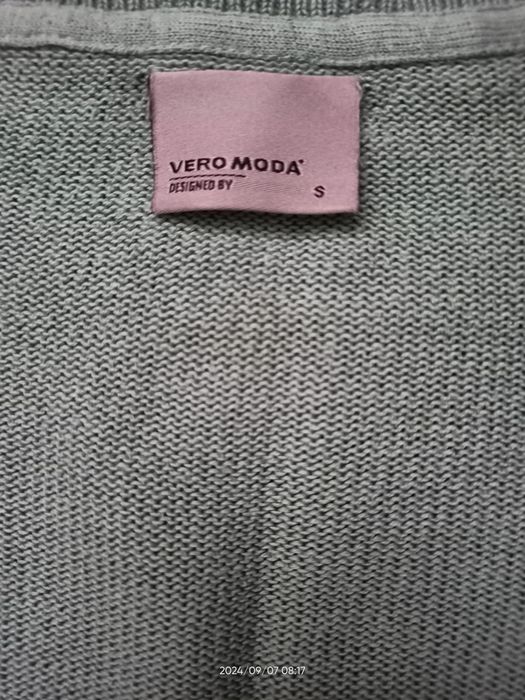 VERO MODA
DESIGNED BY
S
2024/09/07 08:17